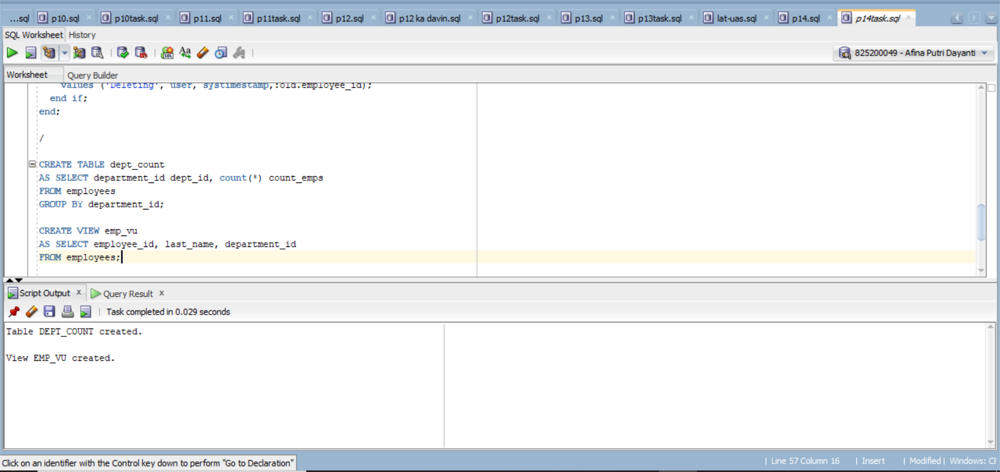 ...sql p10.sql p10task.sql p11.sql p11task.sql p12.sql p12 ka davin.sql p12task.sql p13.sql p13task.sql lat-uas.sql p14.sql p14task.sql
SQL Worksheet History
825200049 - Afina Putri Dayanti
Worksheet Query Builder
values ('Deleting', user, systimestamp,:old.employee_id);
end if;
end;
/
CREATE TABLE dept_count
AS SELECT department_id dept_id, count(*) count_emps
FROM employees
GROUP BY department_id;
CREATE VIEW emp_vu
AS SELECT employee_id, last_name, department_id
FROM employees;
Script Output x Query Result x
Task completed in 0.029 seconds
Table DEPT_COUNT created.
View EMP_VU created.
Click on an identifier with the Control key down to perform "Go to Declaration"
| Line 57 Column 16 | Insert | Modified | Windows: CF